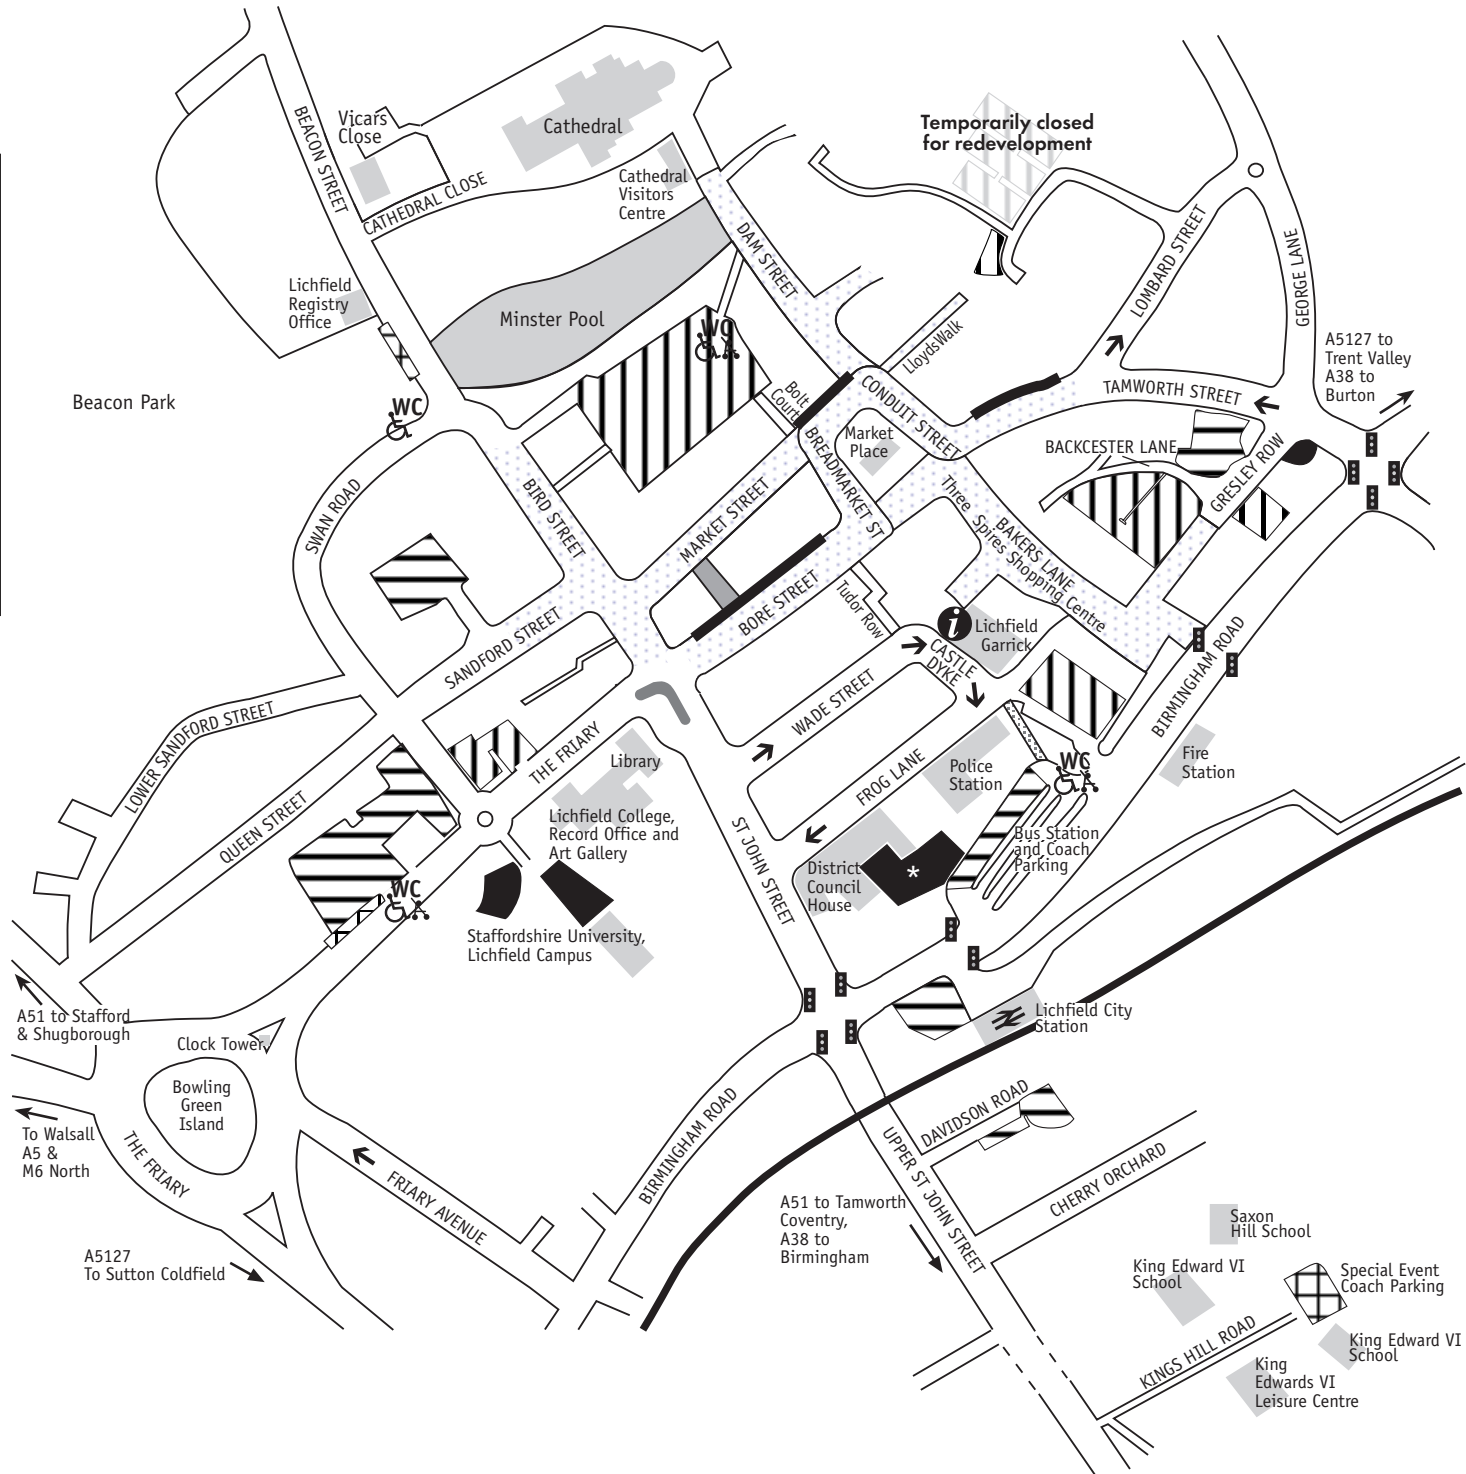 BEACON STREET
Vicars
Close
Cathedral
CATHEDRAL CLOSE
Cathedral
Visitors
Centre
Temporarily closed
for redevelopment
DAM STREET
LOMBARD STREET
GEORGE LANE
Lichfield
Registry
Office
Minster Pool
WC
LloydsWalk
A5127 to
Trent Valley
A38 to
Burton
Beacon Park
WC
Bolt
Court
CONDUIT STREET
TAMWORTH STREET
Market
Place
BREADMARKET ST
BACKCESTER LANE
GRESLEY ROW
SWAN ROAD
BIRD STREET
MARKET STREET
Three Spires Shopping Centre
BAKERS LANE
BORE STREET
Tudor Row
i
Lichfield
Garrick
SANDFORD STREET
CASTLE
DYKE
BIRMINGHAM ROAD
WADE STREET
LOWER SANDFORD STREET
THE FRIARY
Library
FROG LANE
Police
Station
WC
Fire
Station
QUEEN STREET
Lichfield College,
Record Office and
Art Gallery
ST JOHN STREET
Bus Station
and Coach
Parking
District
Council
House
*
WC
Staffordshire University,
Lichfield Campus
A51 to Stafford
& Shugborough
Lichfield City
Station
Clock Tower
Bowling
Green
Island
To Walsall
A5 &
M6 North
THE FRIARY
FRIARY AVENUE
BIRMINGHAM ROAD
DAVIDSON ROAD
UPPER ST JOHN STREET
CHERRY ORCHARD
A51 to Tamworth
Coventry,
A38 to
Birmingham
A5127
To Sutton Coldfield
Saxon
Hill School
King Edward VI
School
Special Event
Coach Parking
KINGS HILL ROAD
King Edward VI
School
King
Edwards VI
Leisure Centre